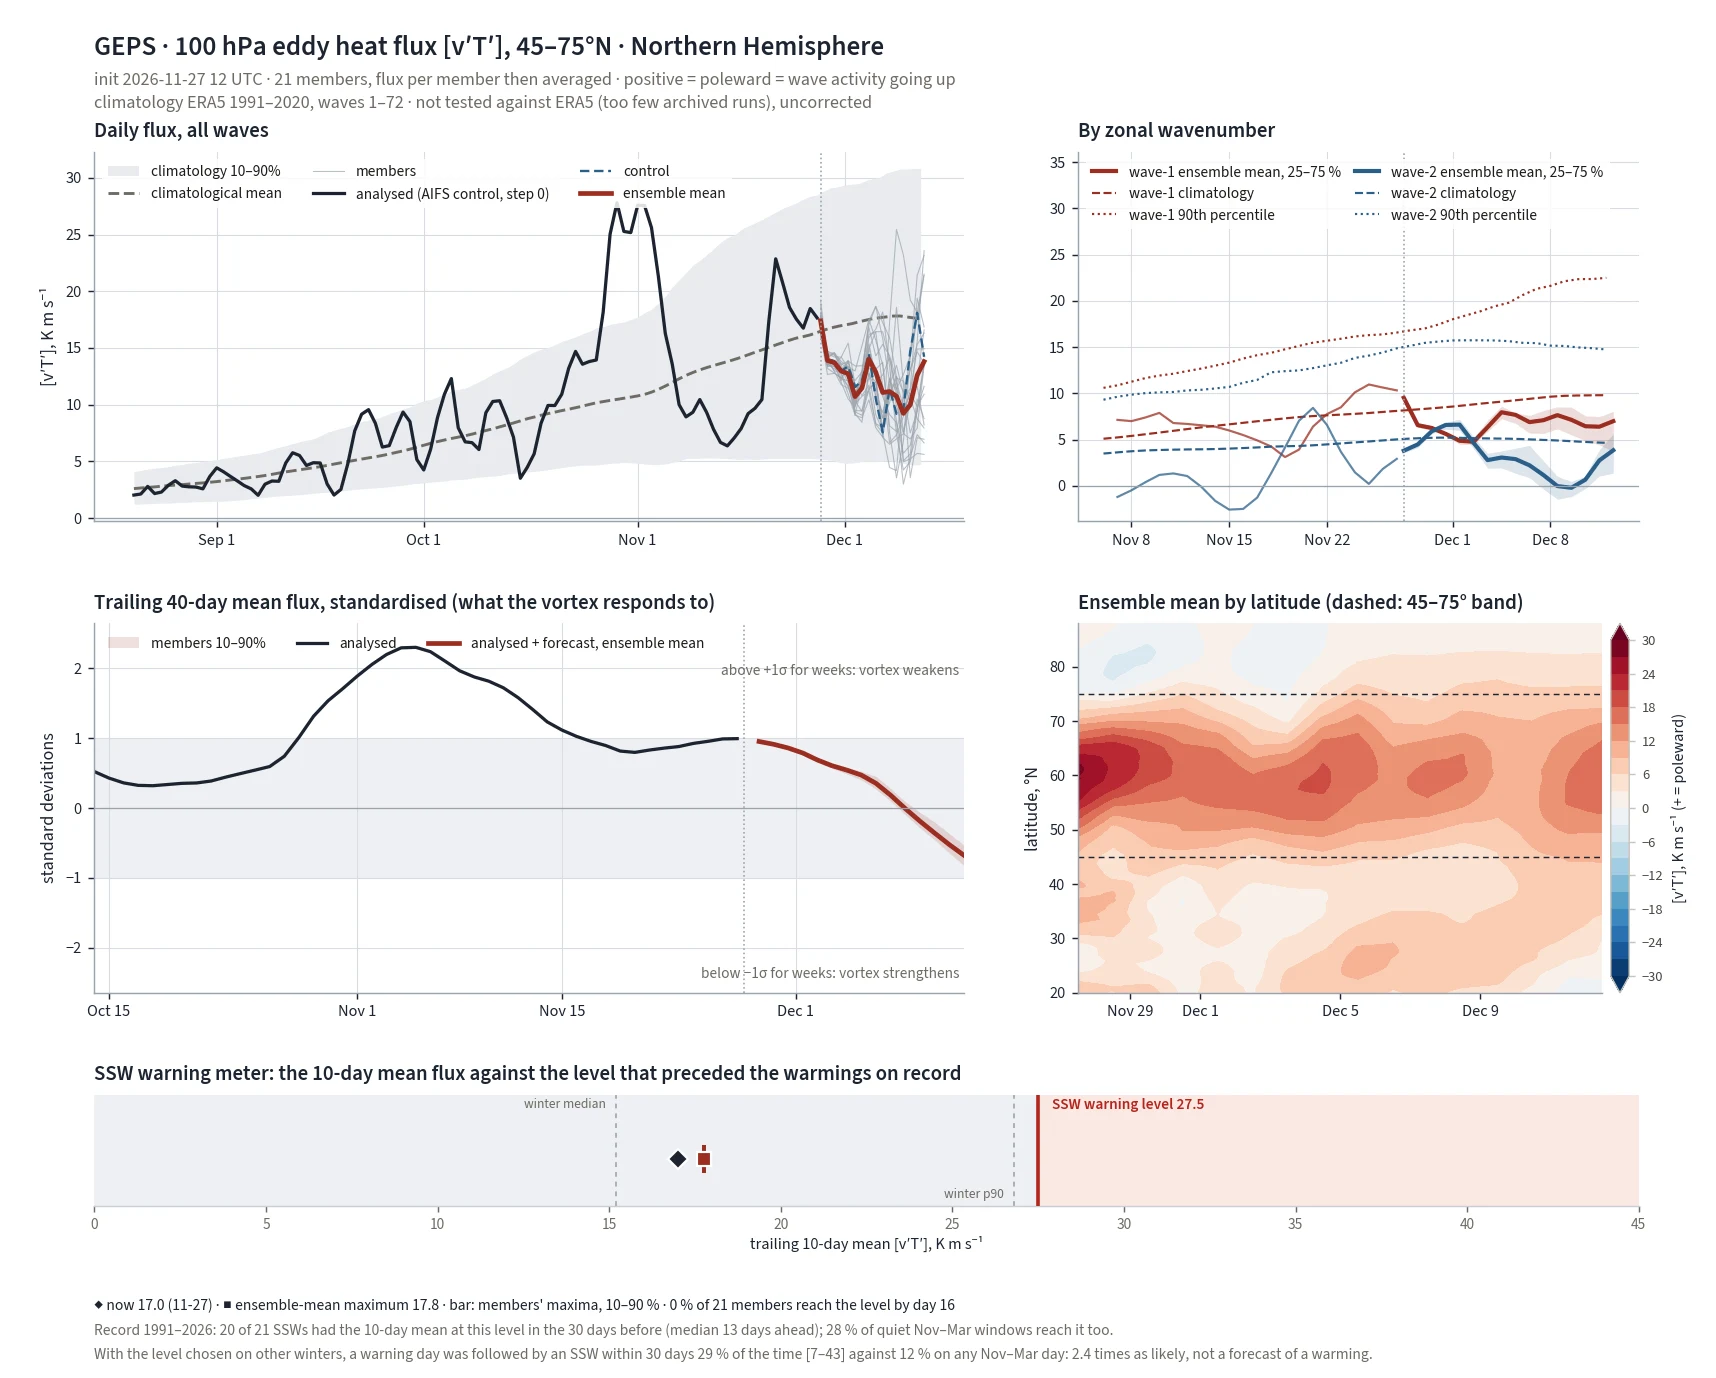 GEPS · 100 hPa eddy heat flux [v′T′], 45–75°N · Northern Hemisphere
init 2026-11-27 12 UTC · 21 members, flux per member then averaged · positive = poleward = wave activity going up
climatology ERA5 1991–2020, waves 1–72 · not tested against ERA5 (too few archived runs), uncorrected
Daily flux, all waves
climatology 10–90%
members
control
climatological mean
analysed (AIFS control, step 0)
ensemble mean
[v′T′], K m s⁻¹
30
25
20
15
10
5
0
Sep 1
Oct 1
Nov 1
Dec 1
By zonal wavenumber
wave-1 ensemble mean, 25–75 %
wave-2 ensemble mean, 25–75 %
wave-1 climatology
wave-2 climatology
wave-1 90th percentile
wave-2 90th percentile
35
30
25
20
15
10
5
0
Nov 8
Nov 15
Nov 22
Dec 1
Dec 8
Trailing 40-day mean flux, standardised (what the vortex responds to)
members 10–90%
analysed
analysed + forecast, ensemble mean
above +1σ for weeks: vortex weakens
below −1σ for weeks: vortex strengthens
standard deviations
2
1
0
−1
−2
Oct 15
Nov 1
Nov 15
Dec 1
Ensemble mean by latitude (dashed: 45–75° band)
latitude, °N
80
70
60
50
40
30
20
Nov 29
Dec 1
Dec 5
Dec 9
30
24
18
12
6
0
−6
−12
−18
−24
−30
[v′T′], K m s⁻¹ (+ = poleward)
SSW warning meter: the 10-day mean flux against the level that preceded the warmings on record
winter median
SSW warning level 27.5
winter p90
0
5
10
15
20
25
30
35
40
45
trailing 10-day mean [v′T′], K m s⁻¹
◆ now 17.0 (11-27) · ■ ensemble-mean maximum 17.8 · bar: members' maxima, 10–90 % · 0 % of 21 members reach the level by day 16
Record 1991–2026: 20 of 21 SSWs had the 10-day mean at this level in the 30 days before (median 13 days ahead); 28 % of quiet Nov–Mar windows reach it too.
With the level chosen on other winters, a warning day was followed by an SSW within 30 days 29 % of the time [7–43] against 12 % on any Nov–Mar day: 2.4 times as likely, not a forecast of a warming.